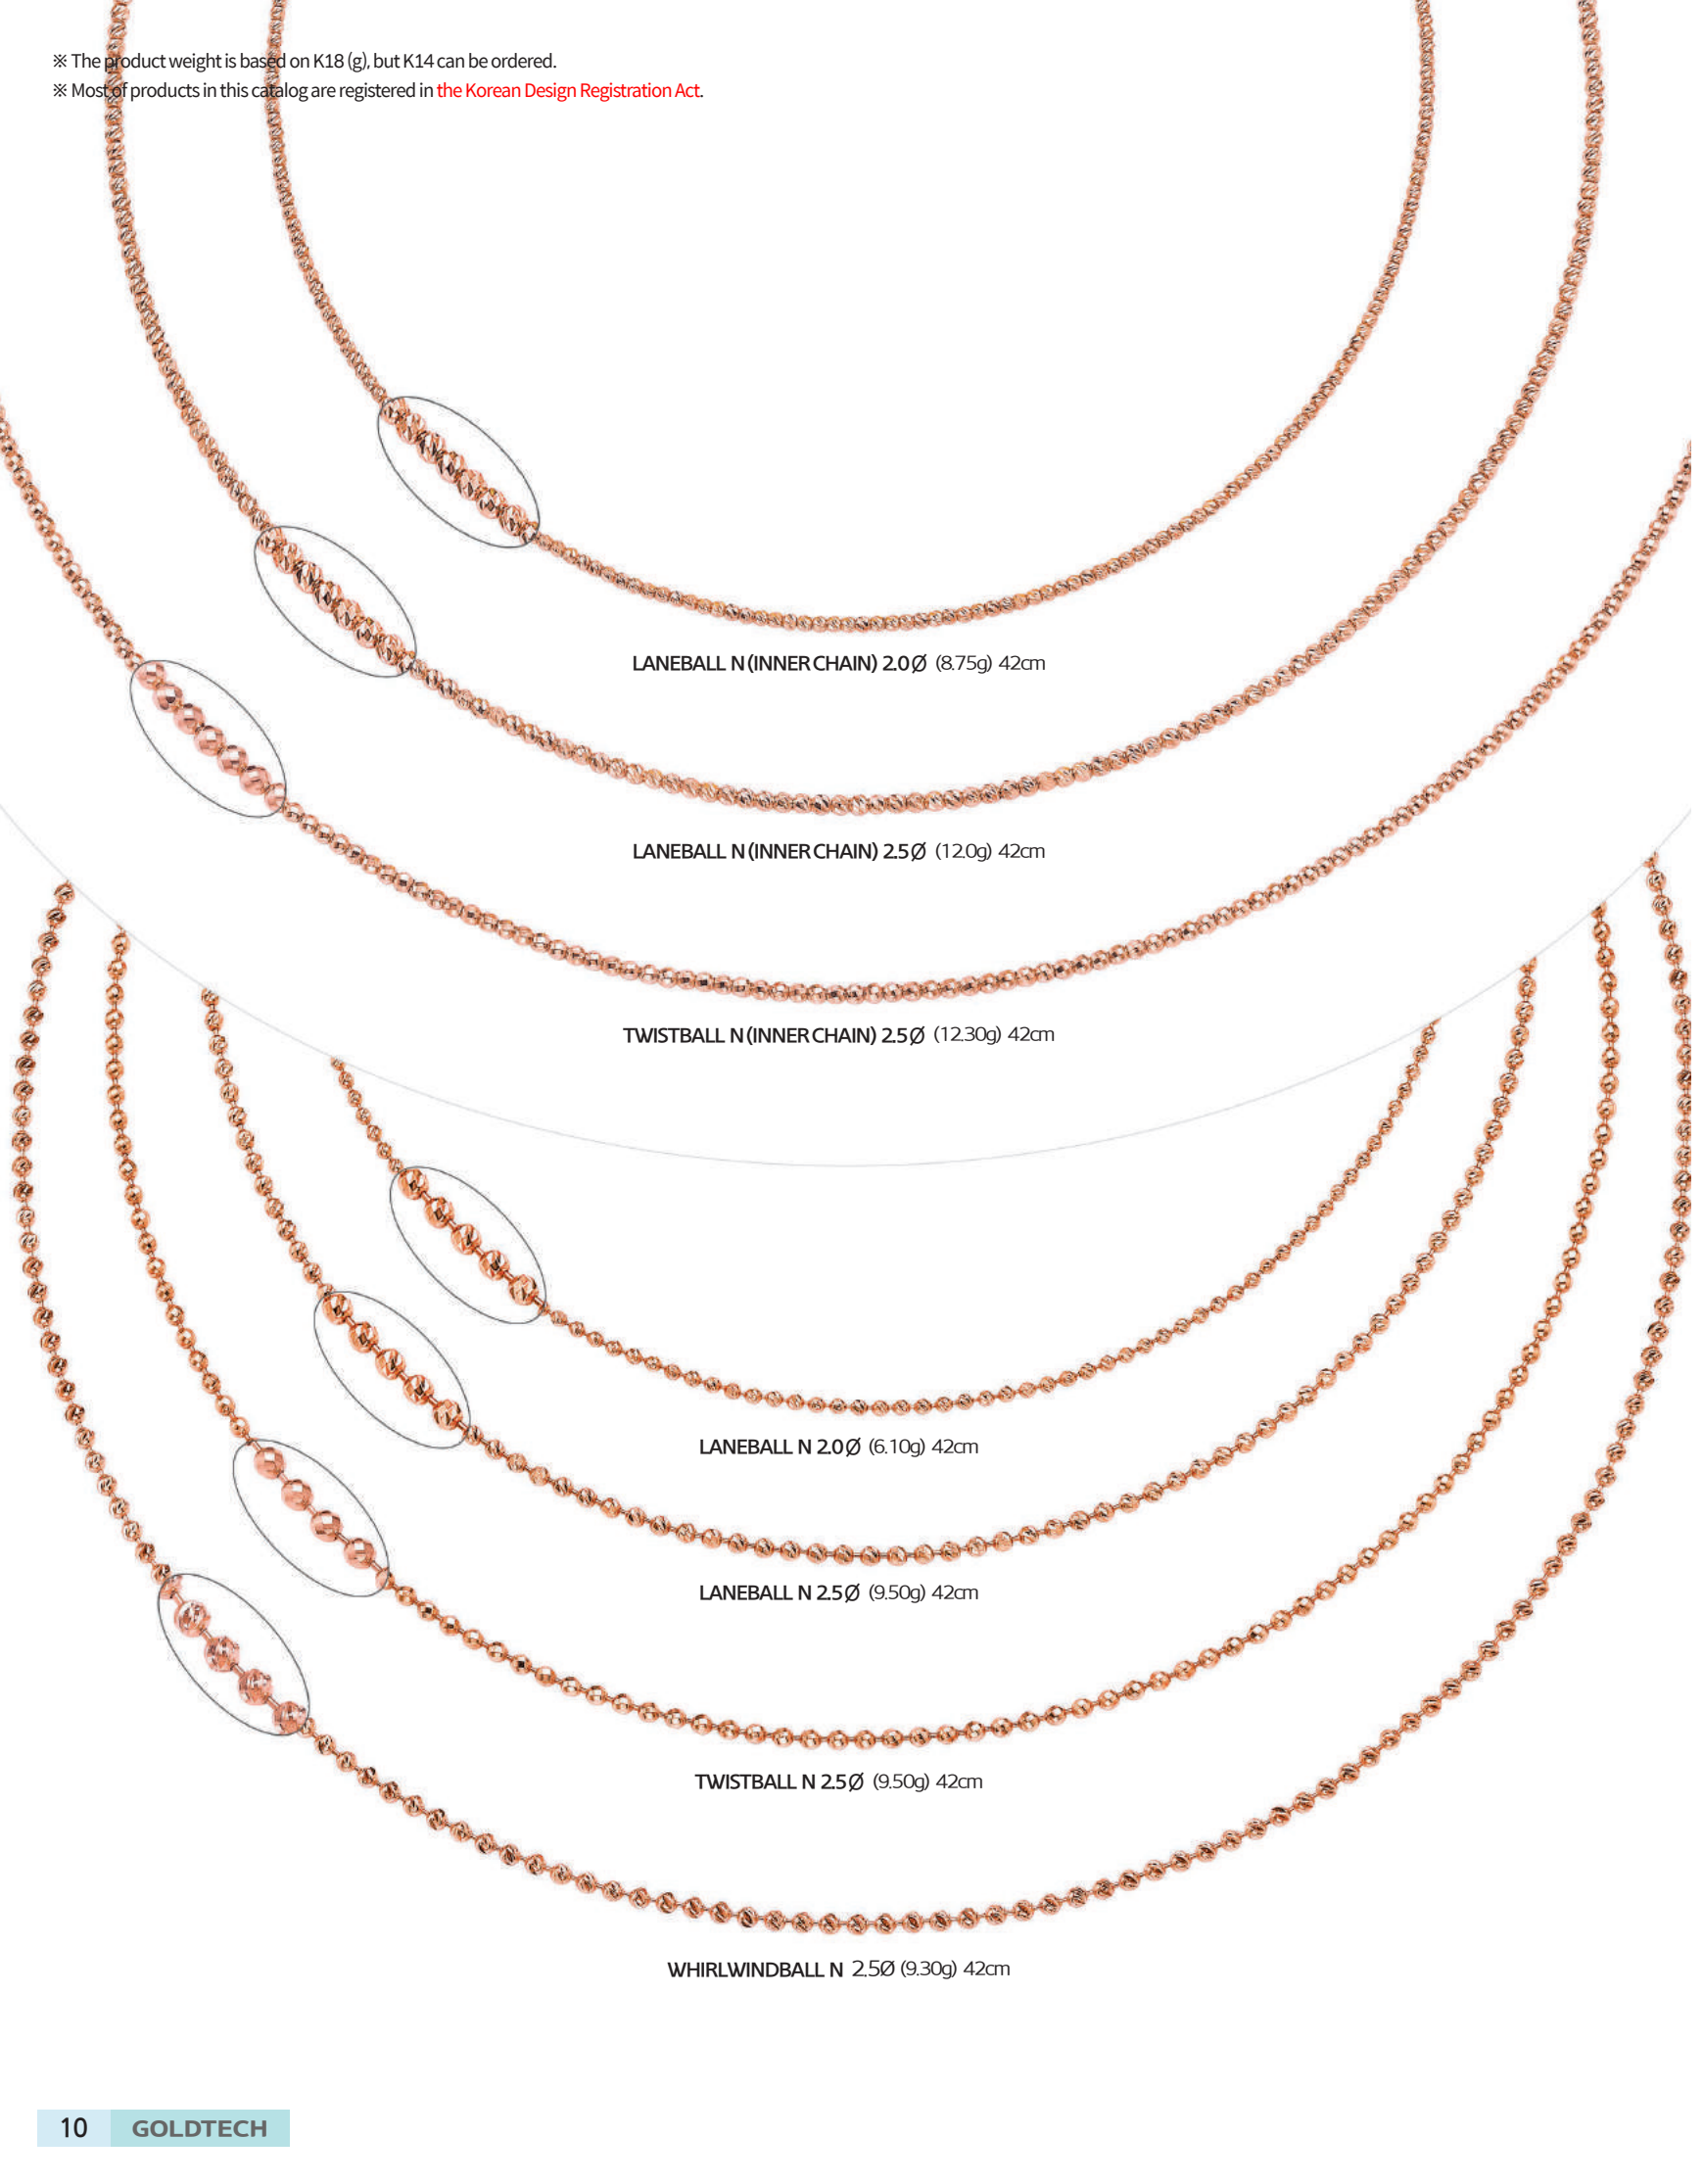 ※ The product weight is based on K18 (g), but K14 can be ordered.
※ Most of products in this catalog are registered in the Korean Design Registration Act.
LANEBALL N (INNER CHAIN) 2.0Ø (8.75g) 42cm
LANEBALL N (INNER CHAIN) 2.5Ø (12.0g) 42cm
TWISTBALL N (INNER CHAIN) 2.5Ø (12.30g) 42cm
LANEBALL N 2.0Ø (6.10g) 42cm
LANEBALL N 2.5Ø (9.50g) 42cm
TWISTBALL N 2.5Ø (9.50g) 42cm
WHIRLWINDBALL N 2.5Ø (9.30g) 42cm
10 GOLDTECH